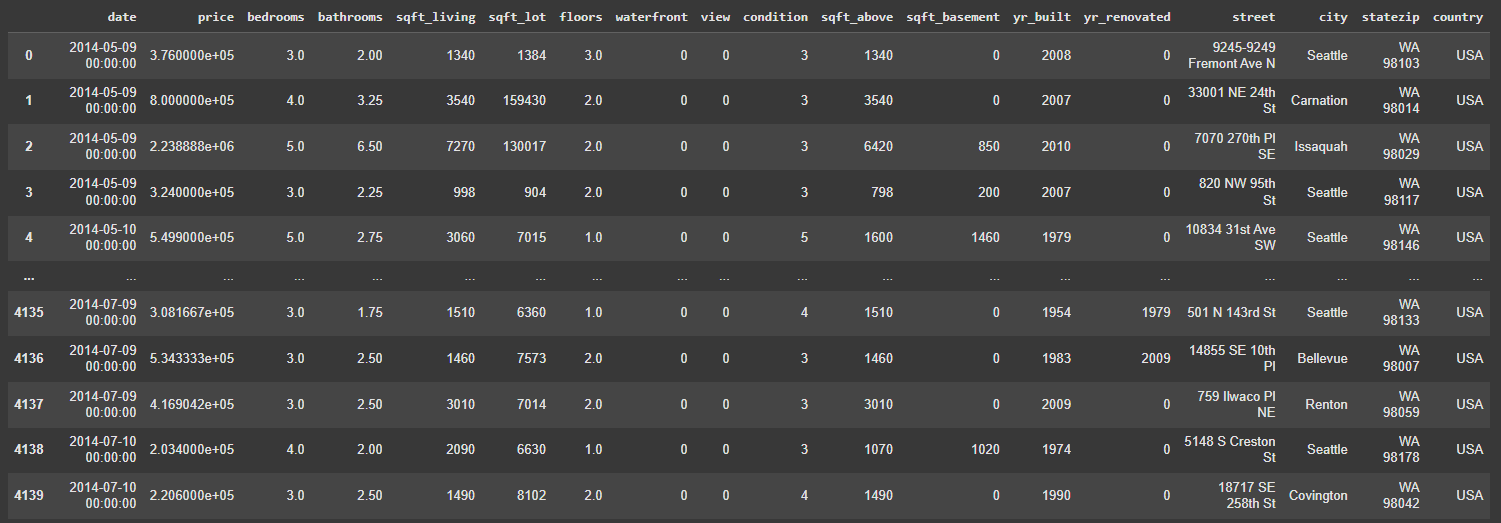 date price bedrooms bathrooms sqft_living sqft_lot floors waterfront view condition sqft_above sqft_basement yr_built yr_renovated street city statezip country
0 2014-05-09 00:00:00 3.760000e+05 3.0 2.00 1340 1384 3.0 0 0 3 1340 0 2008 0 9245-9249 Fremont Ave N Seattle WA 98103 USA
1 2014-05-09 00:00:00 8.000000e+05 4.0 3.25 3540 159430 2.0 0 0 3 3540 0 2007 0 33001 NE 24th St Carnation WA 98014 USA
2 2014-05-09 00:00:00 2.238888e+06 5.0 6.50 7270 130017 2.0 0 0 3 6420 850 2010 0 7070 270th Pl SE Issaquah WA 98029 USA
3 2014-05-09 00:00:00 3.240000e+05 3.0 2.25 998 904 2.0 0 0 3 798 200 2007 0 820 NW 95th St Seattle WA 98117 USA
4 2014-05-10 00:00:00 5.499000e+05 5.0 2.75 3060 7015 1.0 0 0 5 1600 1460 1979 0 10834 31st Ave SW Seattle WA 98146 USA
... ... ... ... ... ... ... ... ... ... ... ... ... ... ... ... ... ... ...
4135 2014-07-09 00:00:00 3.081667e+05 3.0 1.75 1510 6360 1.0 0 0 4 1510 0 1954 1979 501 N 143rd St Seattle WA 98133 USA
4136 2014-07-09 00:00:00 5.343333e+05 3.0 2.50 1460 7573 2.0 0 0 3 1460 0 1983 2009 14855 SE 10th Pl Bellevue WA 98007 USA
4137 2014-07-09 00:00:00 4.169042e+05 3.0 2.50 3010 7014 2.0 0 0 3 3010 0 2009 0 759 Ilwaco Pl NE Renton WA 98059 USA
4138 2014-07-10 00:00:00 2.034000e+05 4.0 2.00 2090 6630 1.0 0 0 3 1070 1020 1974 0 5148 S Creston St Seattle WA 98178 USA
4139 2014-07-10 00:00:00 2.206000e+05 3.0 2.50 1490 8102 2.0 0 0 4 1490 0 1990 0 18717 SE 258th St Covington WA 98042 USA